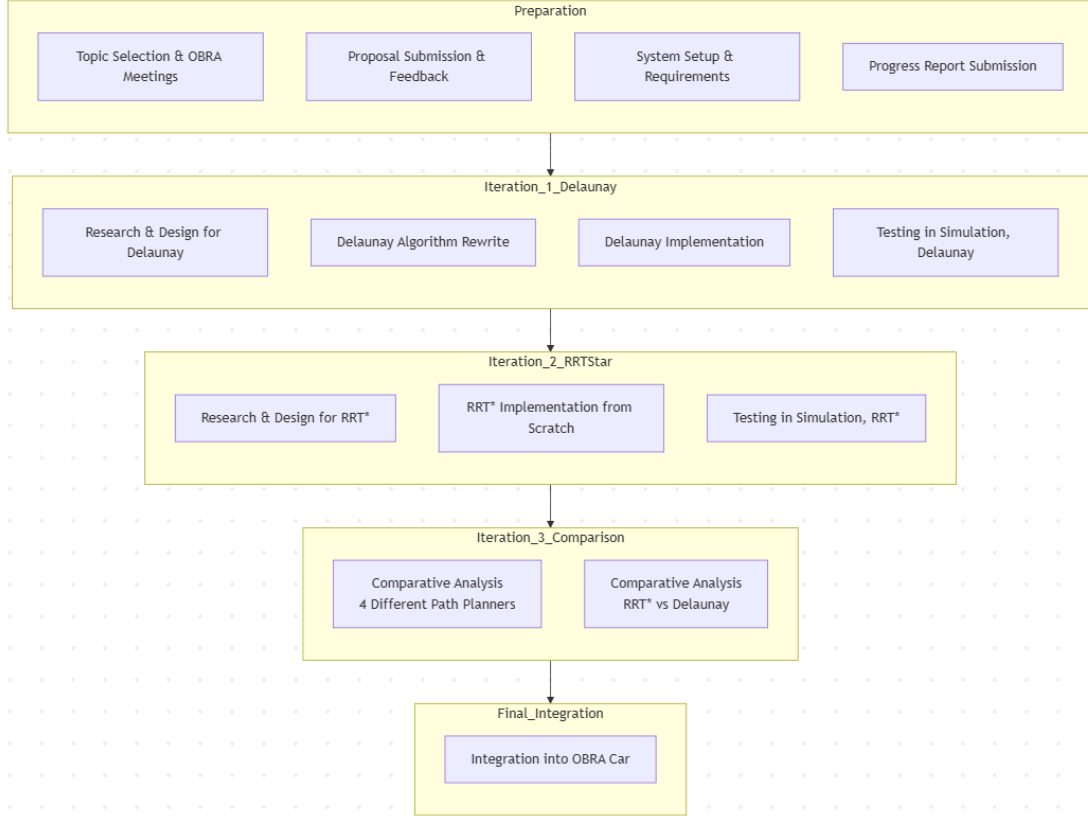 Preparation
Topic Selection & OBRA
Meetings
Proposal Submission &
Feedback
System Setup &
Requirements
Progress Report Submission
Iteration_1_Delaunay
Research & Design for
Delaunay
Delaunay Algorithm Rewrite
Delaunay Implementation
Testing in Simulation,
Delaunay
Iteration_2_RRTStar
Research & Design for RRT*
RRT* Implementation from
Scratch
Testing in Simulation, RRT*
Iteration_3_Comparison
Comparative Analysis
4 Different Path Planners
Comparative Analysis
RRT* vs Delaunay
Final_Integration
Integration into OBRA Car